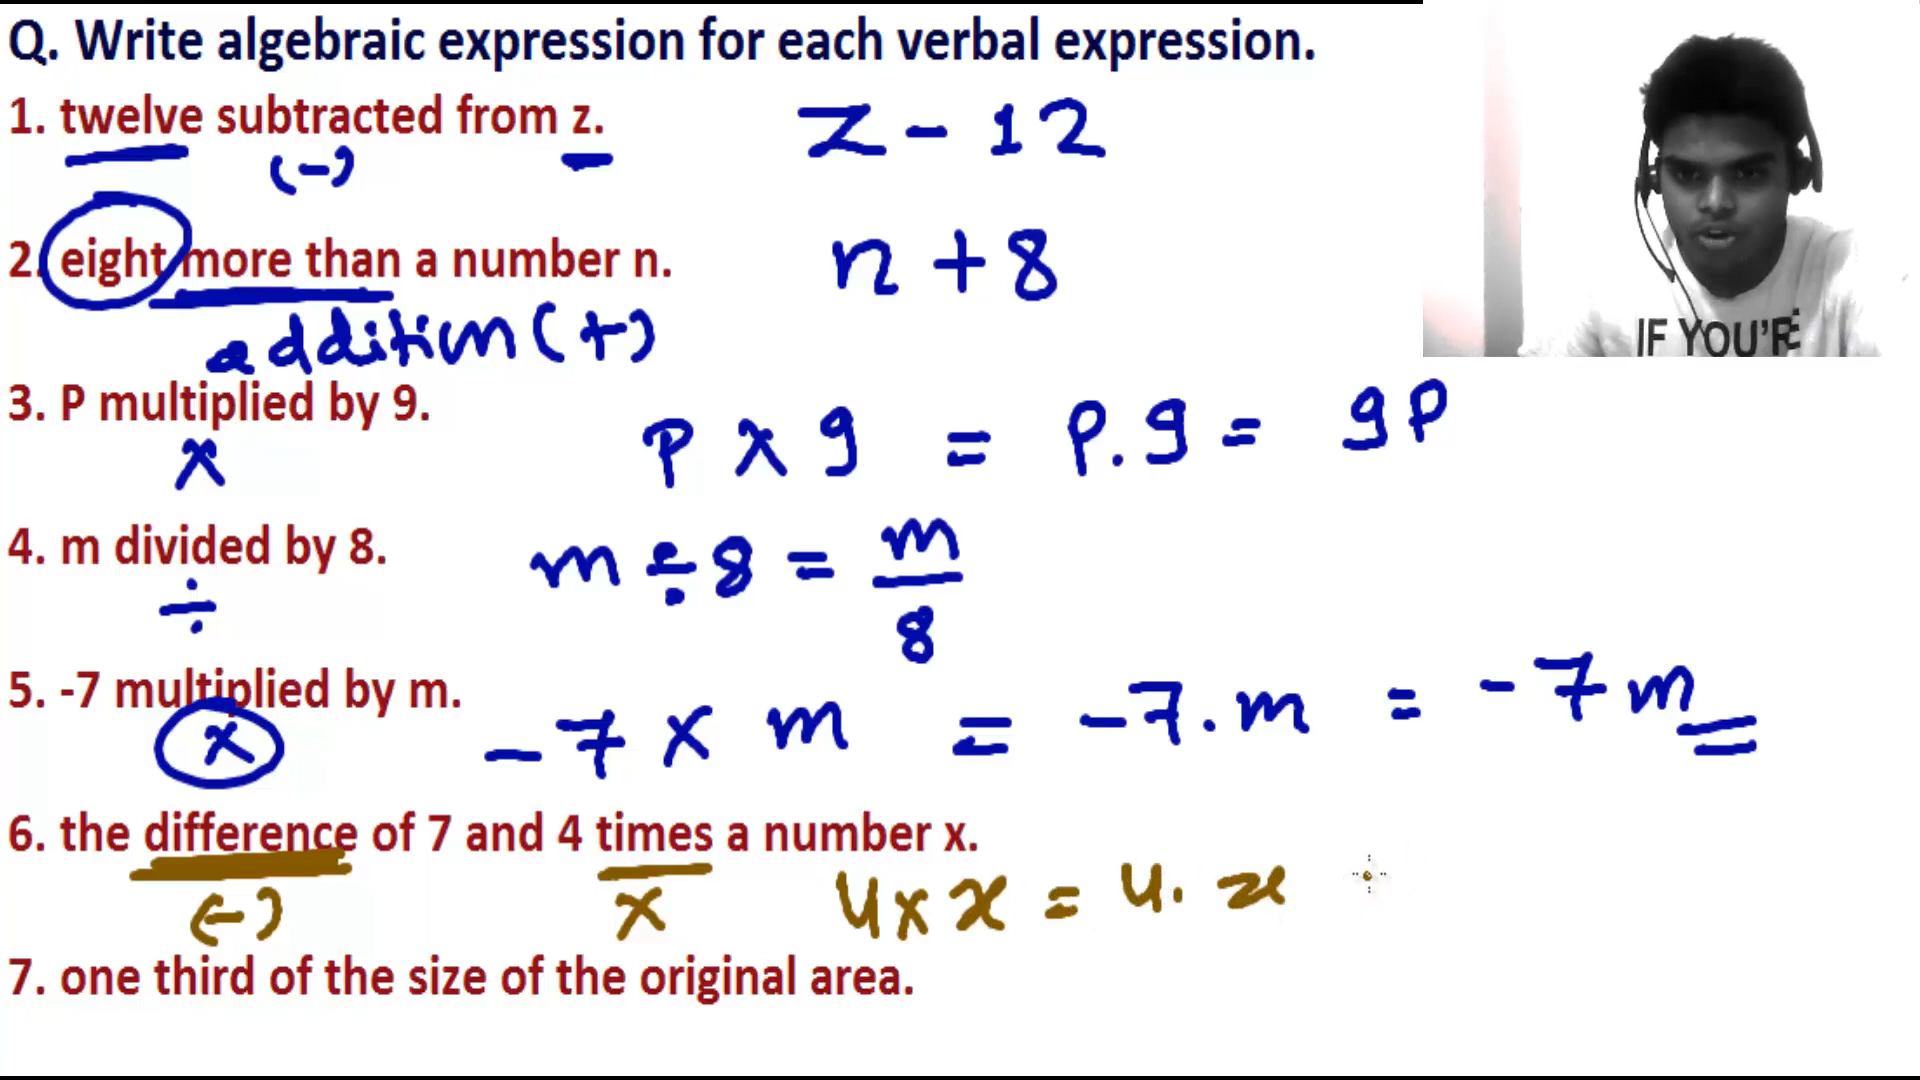 Q. Write algebraic expression for each verbal expression.
1. twelve subtracted from z. z - 12
(-)
2. eight more than a number n. n + 8
addition (+)
IF YOU'RE
3. P multiplied by 9. P x 9 = P.9 = 9P
x
4. m divided by 8. m ÷ 8 = m/8
÷
5. -7 multiplied by m. -7 x m = -7.m = -7m
x
6. the difference of 7 and 4 times a number x.
(-) x 4 x x = 4. x
7. one third of the size of the original area.